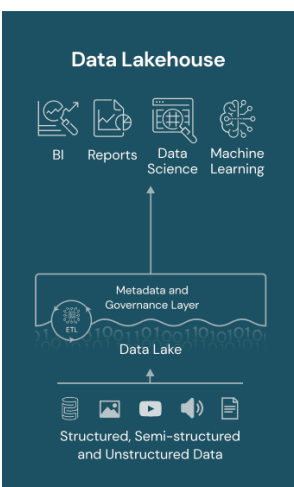 Data Lakehouse
BI
Reports
Data
Science
Machine
Learning
Metadata and
Governance Layer
ETL
Data Lake
Structured, Semi-structured
and Unstructured Data